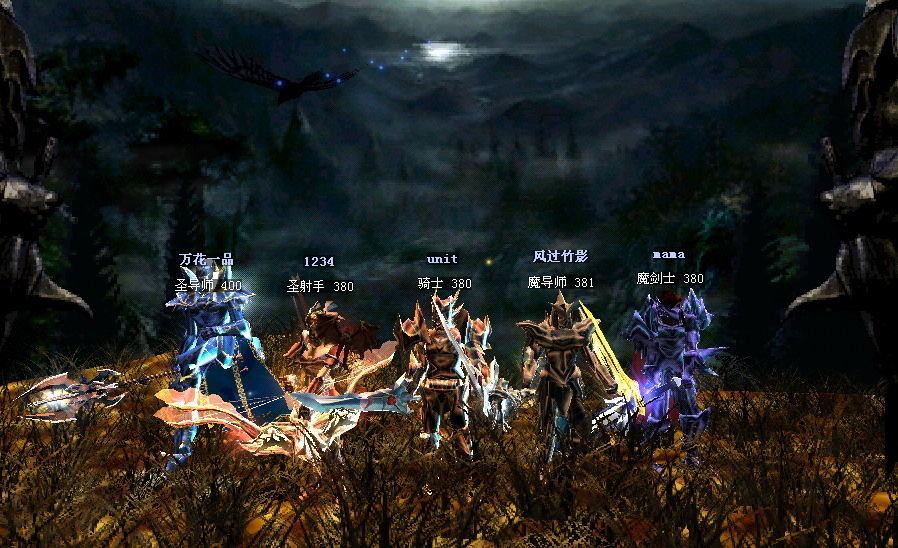 万花一品
圣导师 400
1234
圣射手 380
unit
骑士 380
风过竹影
魔导师 381
mama
魔剑士 380